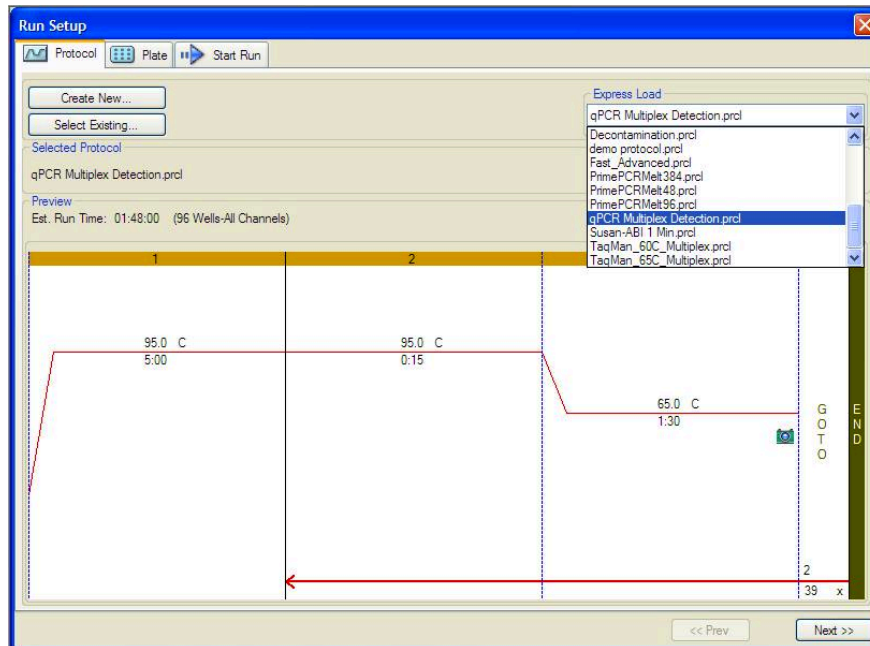 Run Setup
Protocol Plate Start Run
Create New...
Select Existing...
Express Load
qPCR Multiplex Detection.prcl
Decontamination.prcl
demo protocol.prcl
Fast_Advanced.prcl
PrimePCRMelt384.prcl
PrimePCRMelt48.prcl
PrimePCRMelt96.prcl
qPCR Multiplex Detection.prcl
Susan-ABI 1 Min.prcl
TaqMan_60C_Multiplex.prcl
TaqMan_65C_Multiplex.prcl
Selected Protocol
qPCR Multiplex Detection.prcl
Preview
Est. Run Time: 01:48:00 (96 Wells-All Channels)
1 2
95.0 C 95.0 C
5:00 0:15
65.0 C
1:30
GOTO
END
2
39 x
<< Prev Next >>